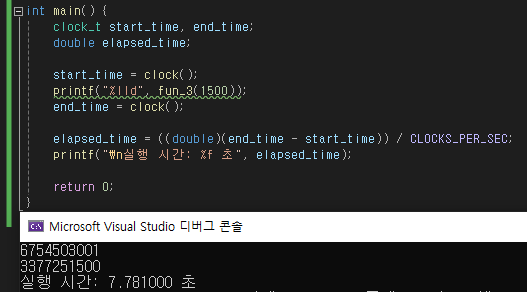 int main() {
clock_t start_time, end_time;
double elapsed_time;
start_time = clock();
printf("%lld", fun_3(1500));
end_time = clock();
elapsed_time = ((double)(end_time - start_time)) / CLOCKS_PER_SEC;
printf("₩n실행 시간: %f 초", elapsed_time);
return 0;
}
Microsoft Visual Studio 디버그 콘솔
6754503001
3377251500
실행 시간: 7.781000 초